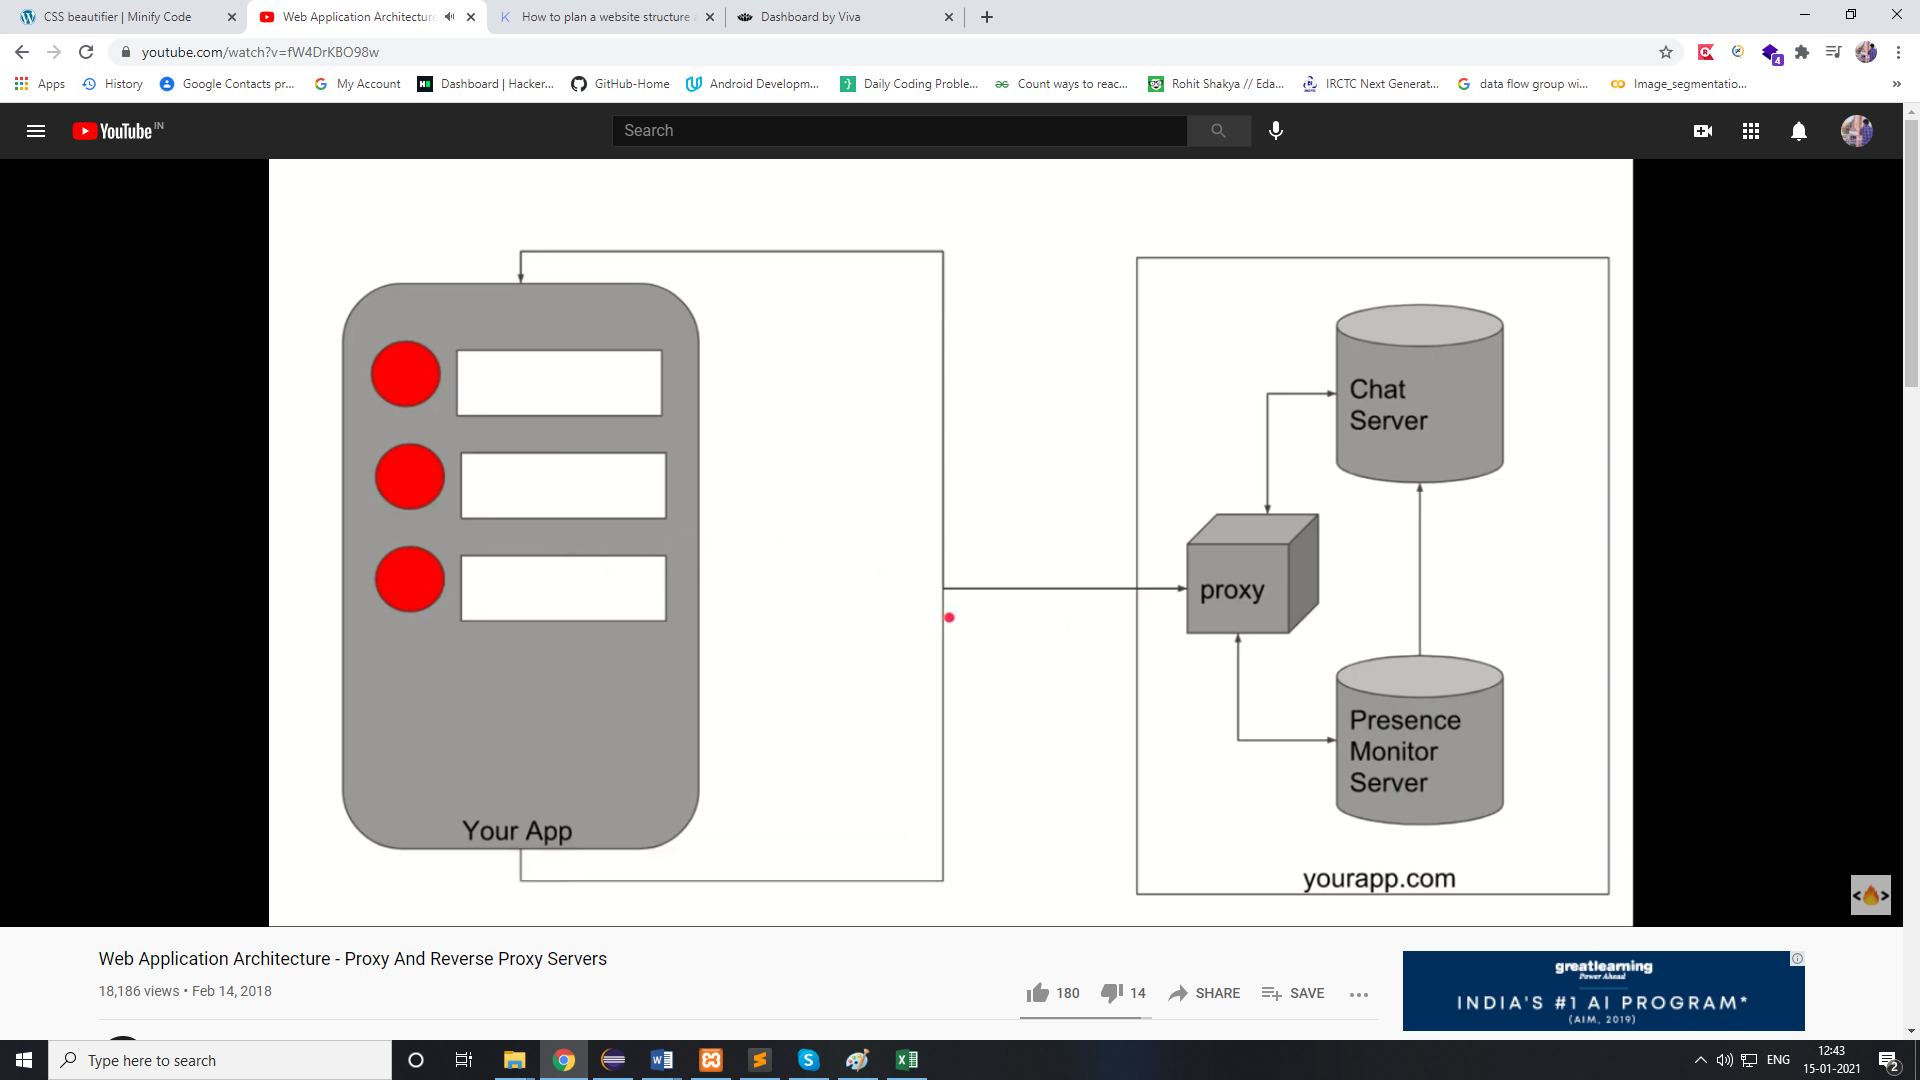 CSS beautifier | Minify Code
Web Application Architecture
How to plan a website structure
Dashboard by Viva
youtube.com/watch?v=fW4DrKBO98w
4
Apps
History
Google Contacts pr...
My Account
Dashboard | Hacker...
GitHub-Home
Android Developm...
Daily Coding Proble...
Count ways to reac...
Rohit Shakya // Eda...
IRCTC Next Generat...
data flow group wi...
Image_segmentatio...
YouTube IN
Search
Chat
Server
proxy
Presence
Monitor
Server
Your App
yourapp.com
Web Application Architecture - Proxy And Reverse Proxy Servers
18,186 views • Feb 14, 2018
180
14
SHARE
SAVE
greatlearning
Power Ahead
INDIA'S #1 AI PROGRAM*
(AIM, 2019)
Type here to search
ENG
12:43
15-01-2021
2